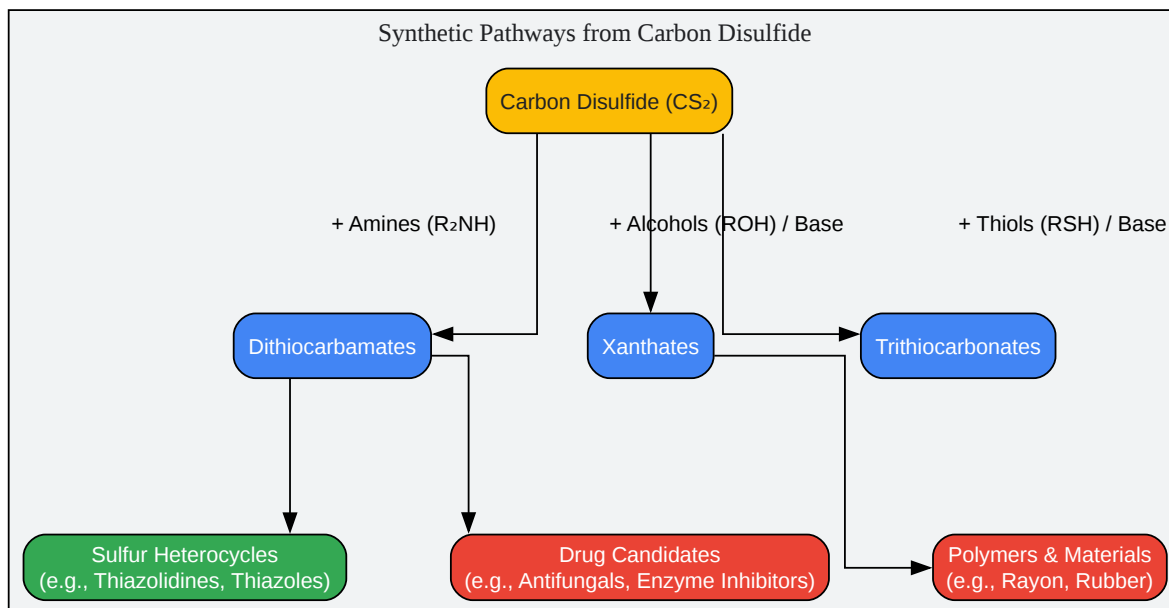 Synthetic Pathways from Carbon Disulfide
Carbon Disulfide (CS₂)
+ Amines (R₂NH)
+ Alcohols (ROH) / Base
+ Thiols (RSH) / Base
Dithiocarbamates
Xanthates
Trithiocarbonates
Sulfur Heterocycles
(e.g., Thiazolidines, Thiazoles)
Drug Candidates
(e.g., Antifungals, Enzyme Inhibitors)
Polymers & Materials
(e.g., Rayon, Rubber)